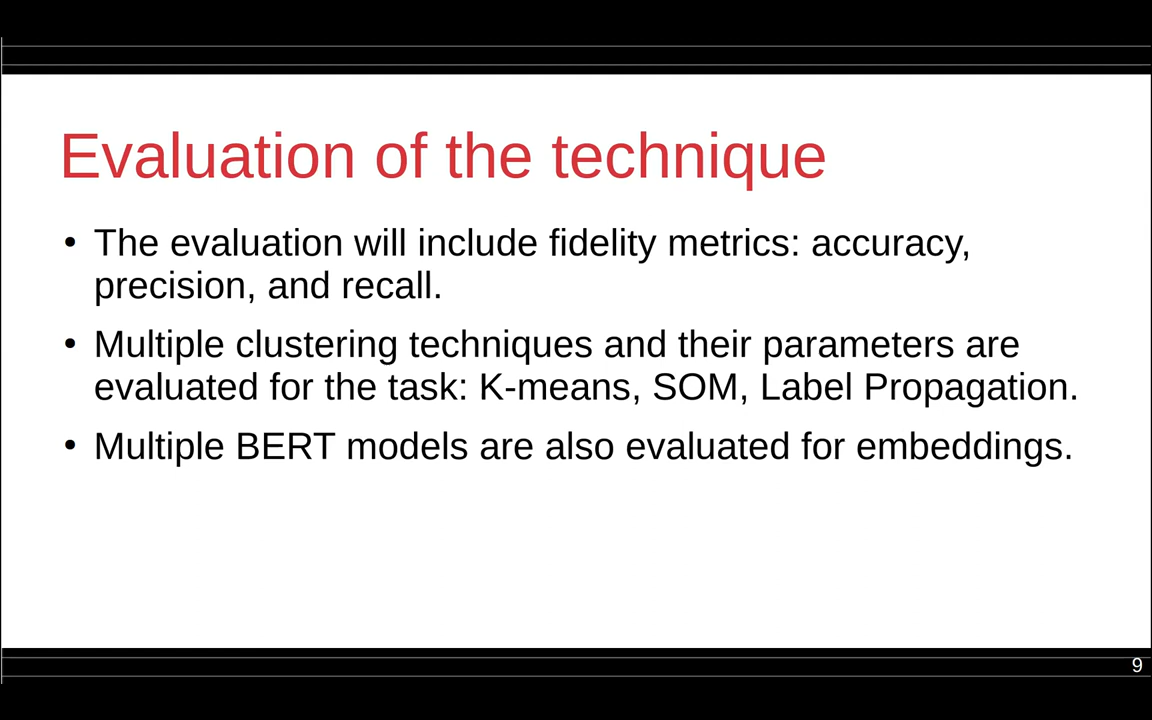 Evaluation of the technique
• The evaluation will include fidelity metrics: accuracy,
precision, and recall.
• Multiple clustering techniques and their parameters are
evaluated for the task: K-means, SOM, Label Propagation.
• Multiple BERT models are also evaluated for embeddings.
9